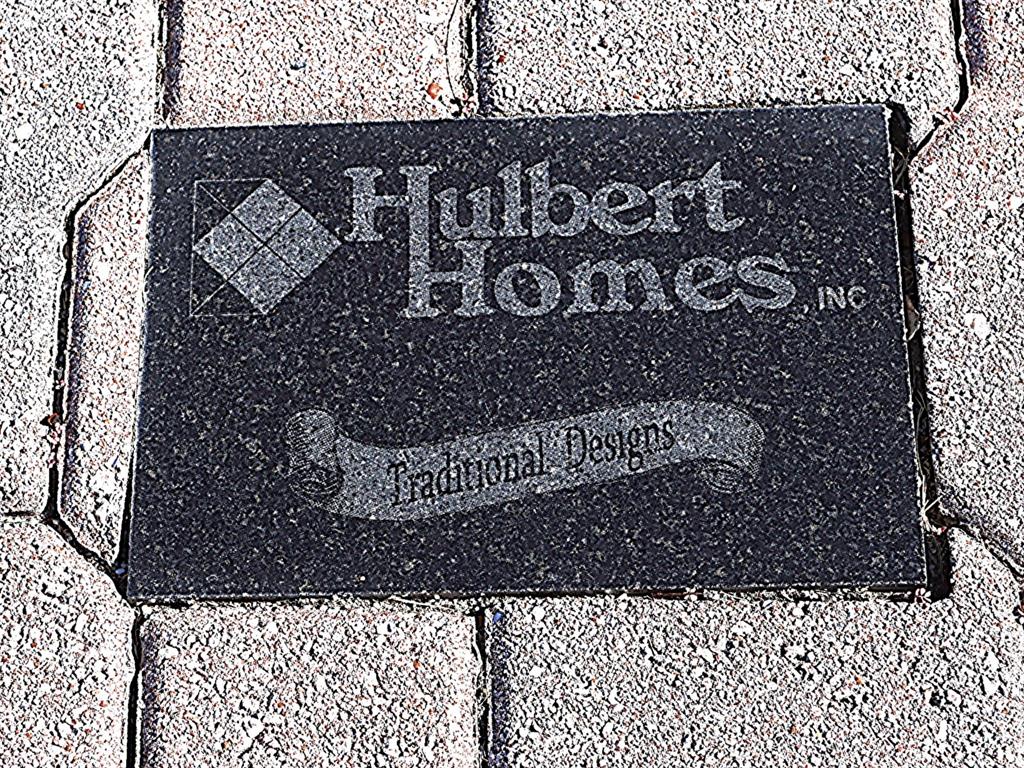 Hulbert
Homes, INC
Traditional Designs